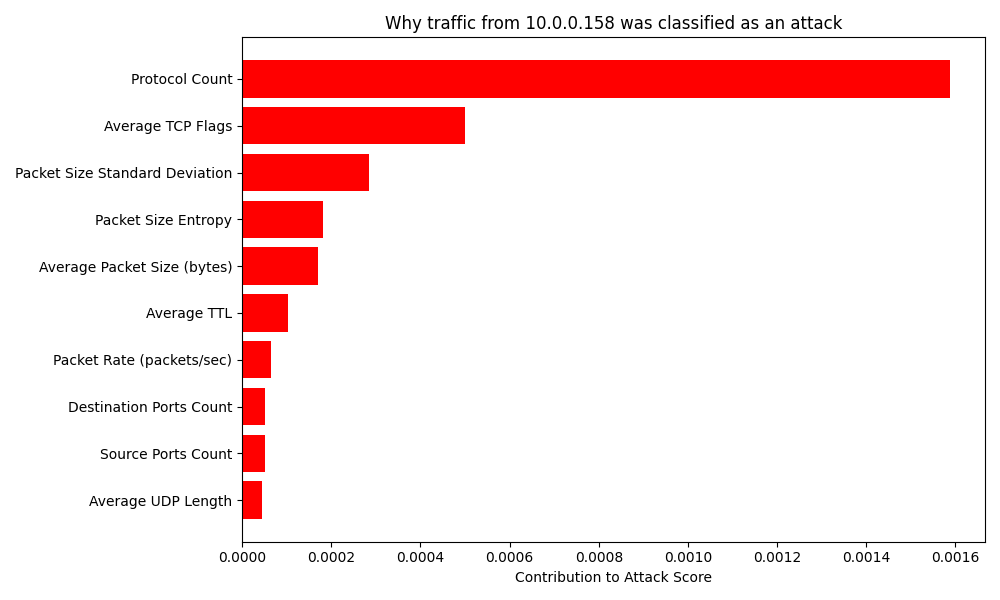 Why traffic from 10.0.0.158 was classified as an attack
Protocol Count
Average TCP Flags
Packet Size Standard Deviation
Packet Size Entropy
Average Packet Size (bytes)
Average TTL
Packet Rate (packets/sec)
Destination Ports Count
Source Ports Count
Average UDP Length
0.0000 0.0002 0.0004 0.0006 0.0008 0.0010 0.0012 0.0014 0.0016
Contribution to Attack Score